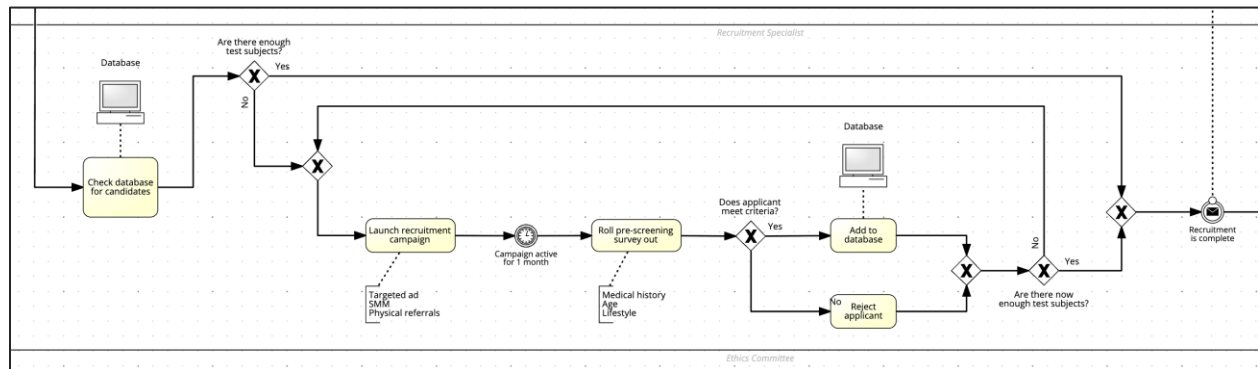 Recruitment Specialist
Are there enough
test subjects?
Yes
No
Database
Check database
for candidates
Launch recruitment
campaign
Targeted ad
SMM
Physical referrals
Campaign active
for 1 month
Roll pre-screening
survey out
Medical history
Age
Lifestyle
Does applicant
meet criteria?
Yes
No
Database
Add to
database
Reject
applicant
No
Yes
Are there now
enough test subjects?
Recruitment
is complete
Ethics Committee